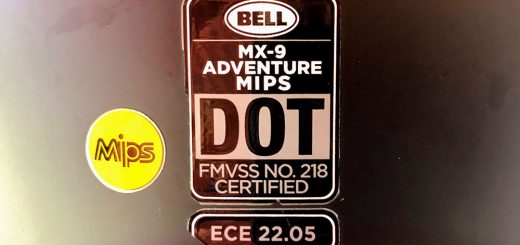 BELL
MX-9
ADVENTURE
MIPS
DOT
FMVSS NO. 218
CERTIFIED
Mips
ECE 22.05